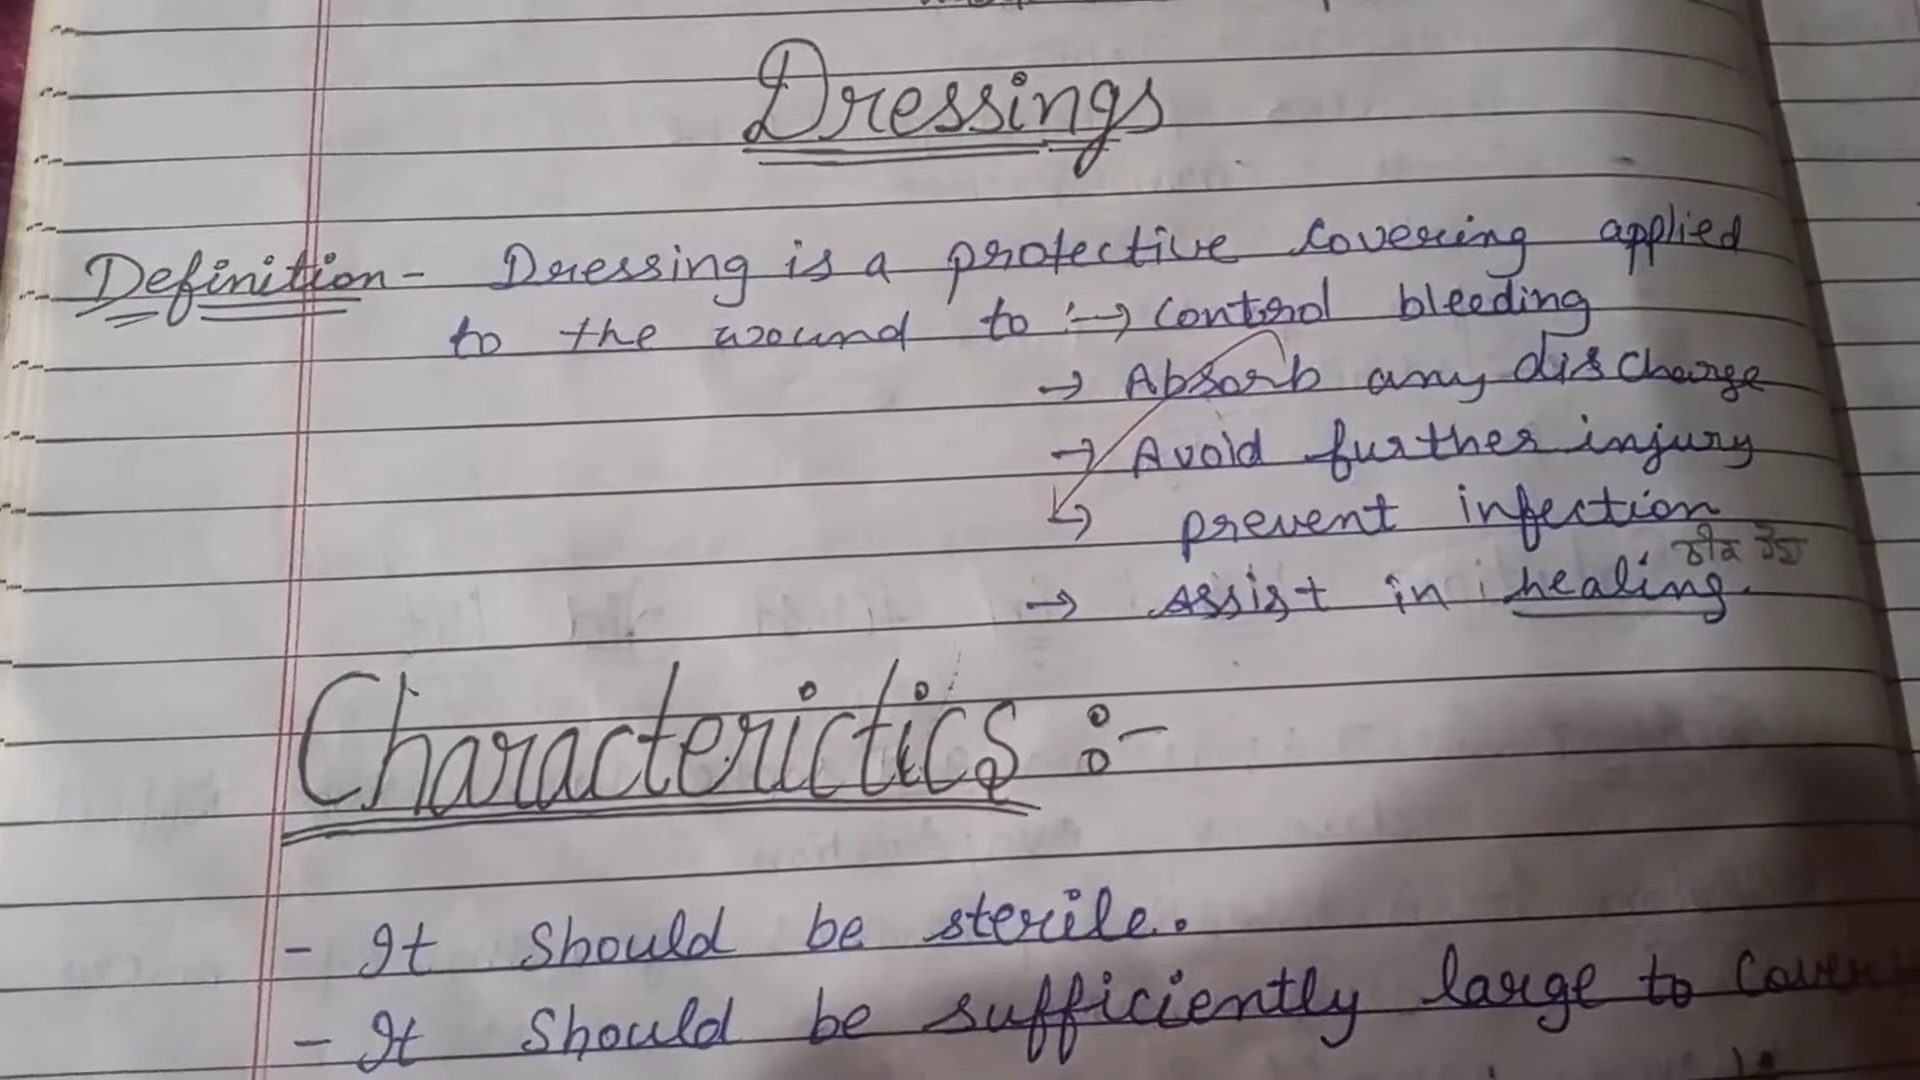 Dressings
Definition- Dressing is a protective covering applied
to the wound to :→ Control bleeding
→ Absorb any discharge
→ Avoid further injury
→ prevent infection
ठीक
→ Assist in healing.
Characterictics :-
- It should be sterile.
- It should be sufficiently large to cover